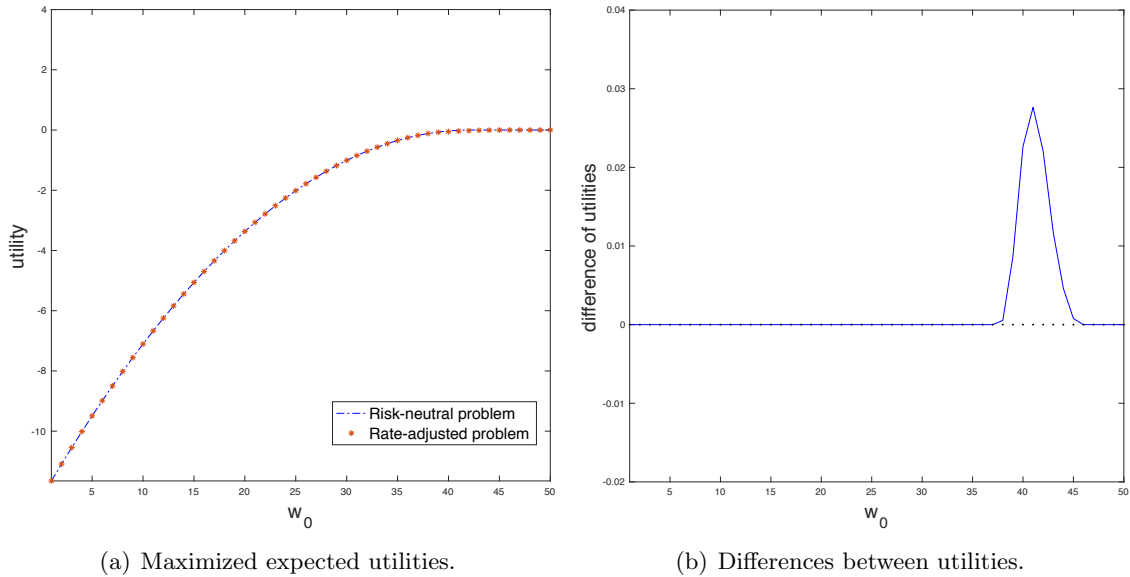 4
2
0
-2
-4
-6
-8
-10
utility
5 10 15 20 25 30 35 40 45 50
w_0
Risk-neutral problem
Rate-adjusted problem
(a) Maximized expected utilities.
0.04
0.03
0.02
0.01
0
-0.01
-0.02
difference of utilities
5 10 15 20 25 30 35 40 45 50
w_0
(b) Differences between utilities.